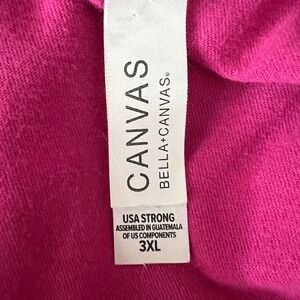 CANVAS
BELLA+CANVAS®
USA STRONG
ASSEMBLED IN GUATEMALA
OF US COMPONENTS
3XL